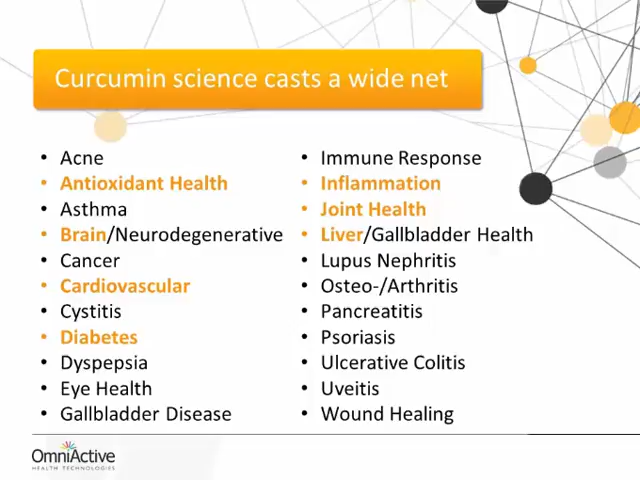 Curcumin science casts a wide net
• Acne
• Antioxidant Health
• Asthma
• Brain/Neurodegenerative
• Cancer
• Cardiovascular
• Cystitis
• Diabetes
• Dyspepsia
• Eye Health
• Gallbladder Disease
• Immune Response
• Inflammation
• Joint Health
• Liver/Gallbladder Health
• Lupus Nephritis
• Osteo-/Arthritis
• Pancreatitis
• Psoriasis
• Ulcerative Colitis
• Uveitis
• Wound Healing
OmniActive
HEALTH TECHNOLOGIES